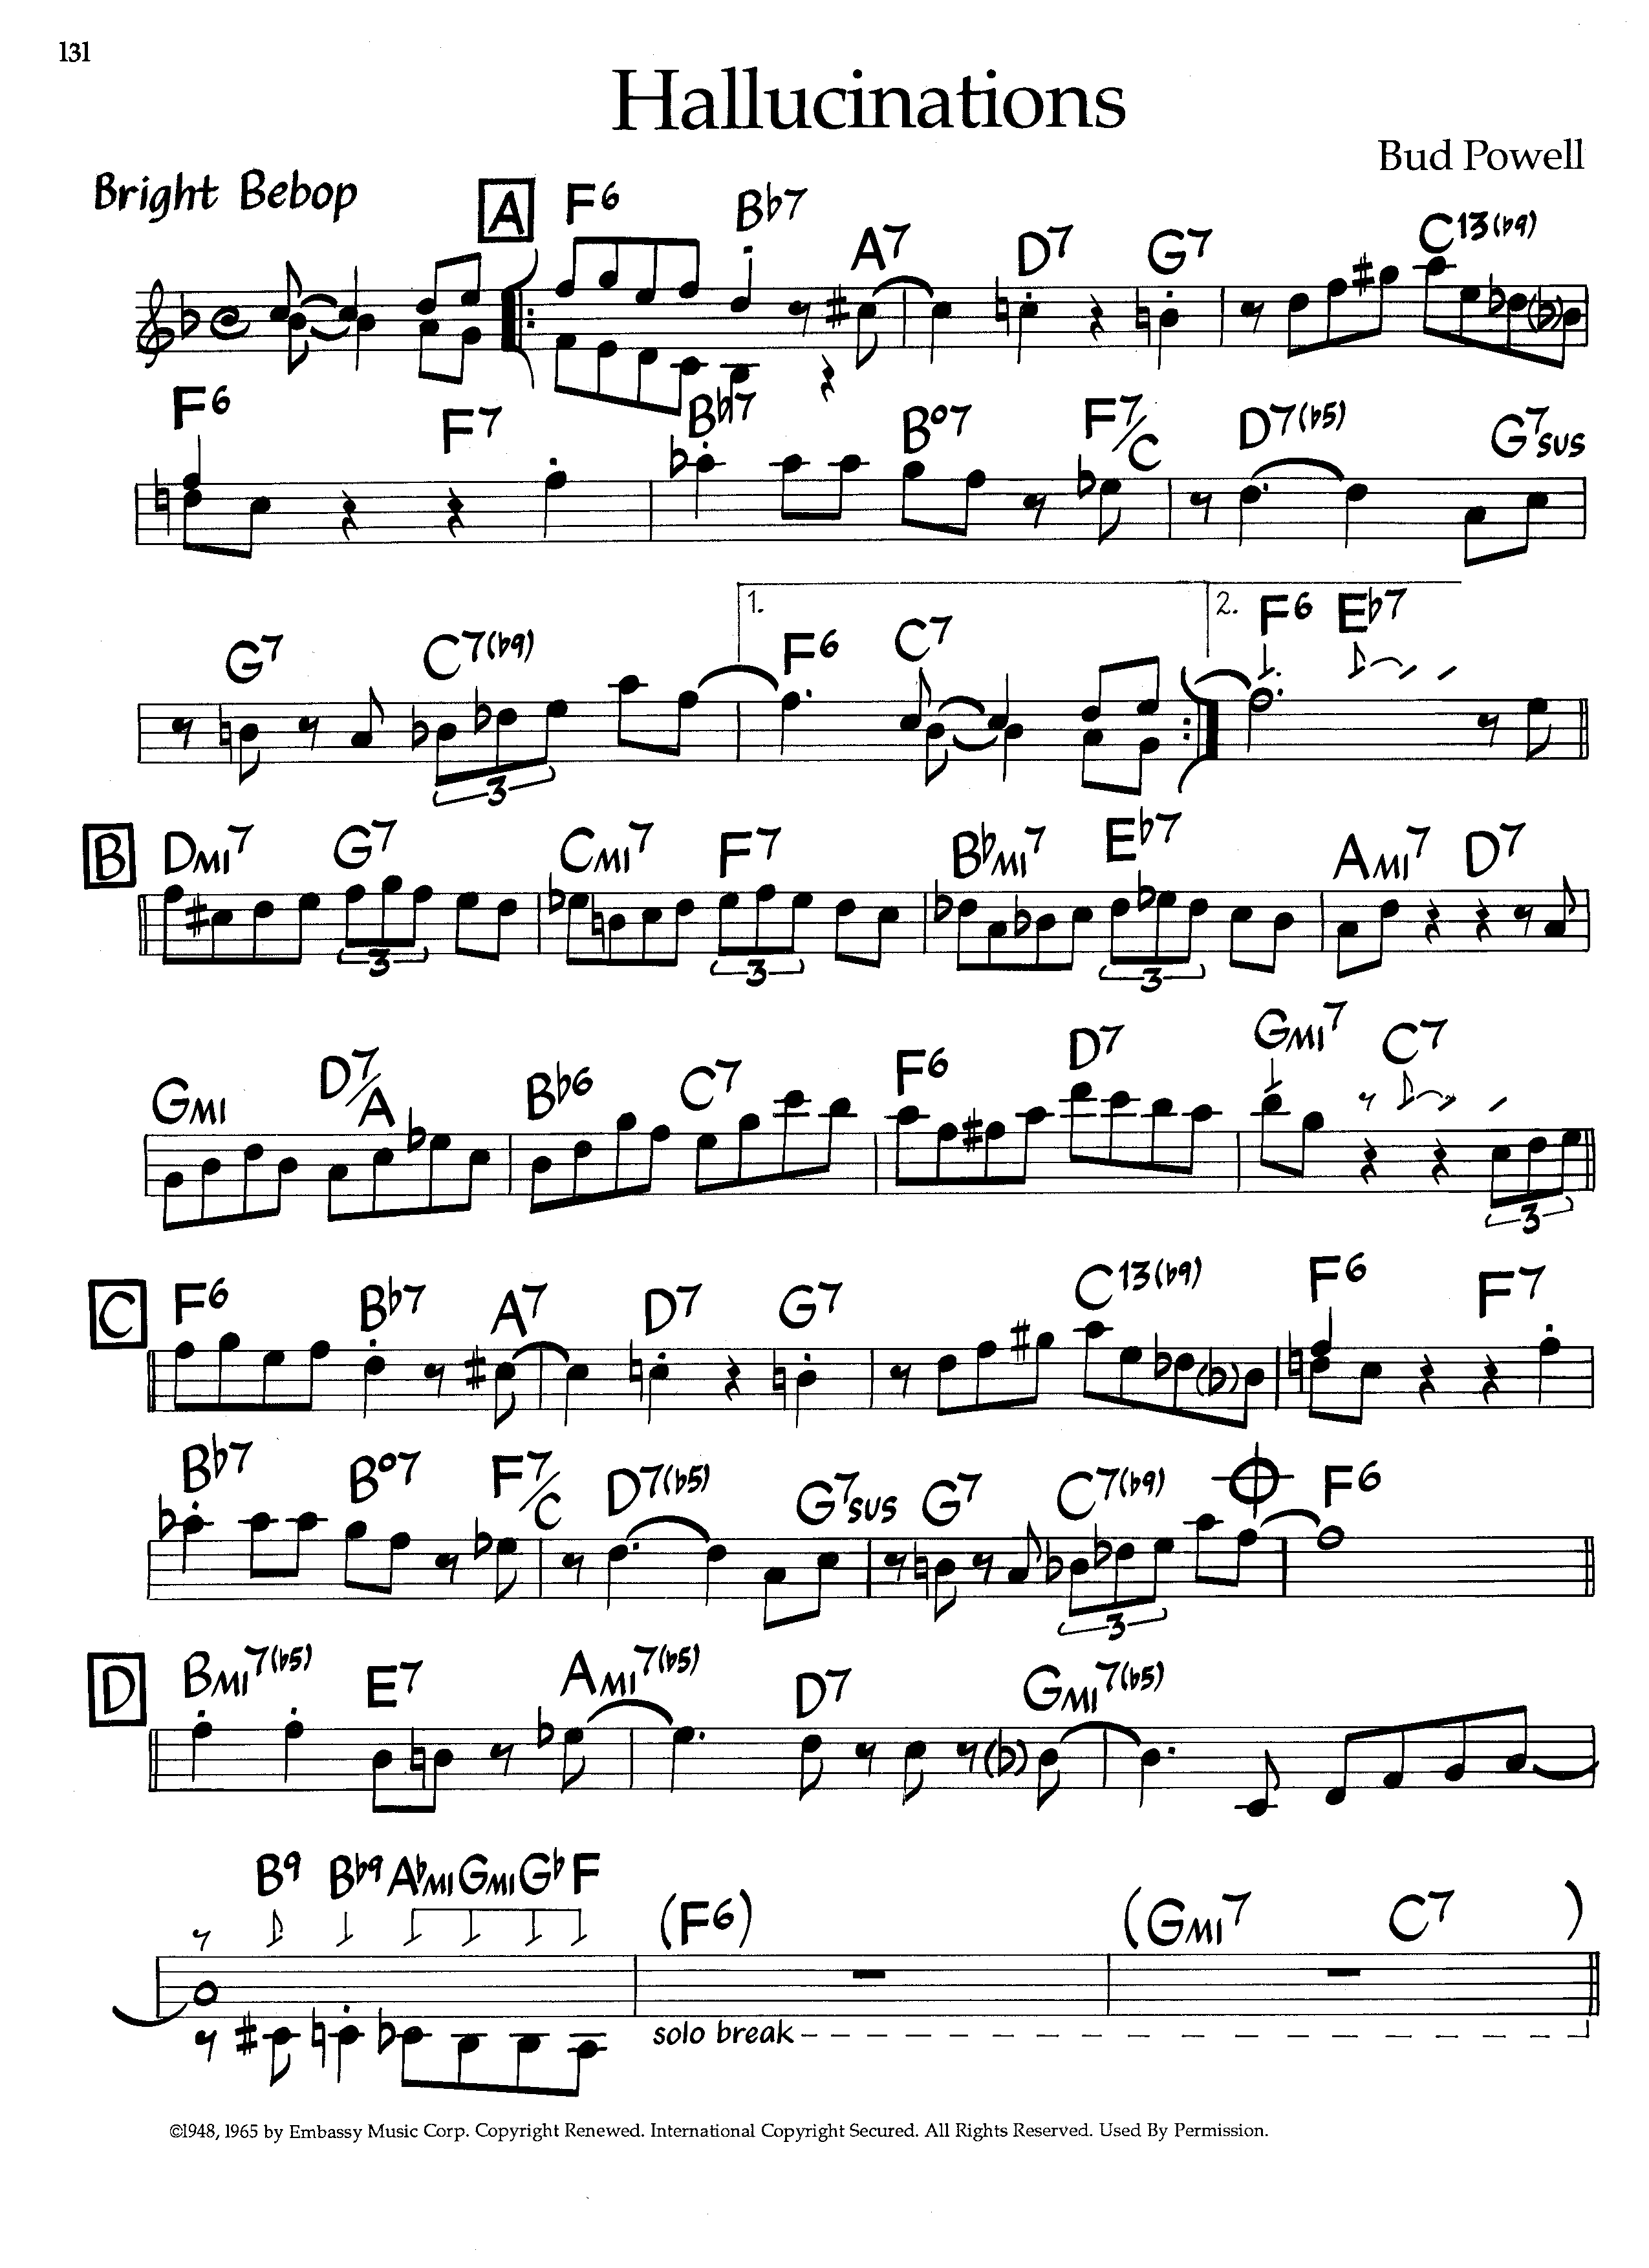 131
Hallucinations
Bud Powell
Bright Bebop
A F6 Bb7 A7 D7 G7 C13(b9)
F6 F7 Bb7 Bo7 F7/C D7(b5) G7sus
1. 2.
G7 C7(b9) F6 C7 F6 Eb7
3
B DMI7 G7 CMI7 F7 BbMI7 Eb7 AMI7 D7
3 3 3
GMI D7/A Bb6 C7 F6 D7 GMI7 C7
3
C F6 Bb7 A7 D7 G7 C13(b9) F6 F7
Bb7 Bo7 F7/C D7(b5) G7sus G7 C7(b9) F6
3
D BMI7(b5) E7 AMI7(b5) D7 GMI7(b5)
B9 Bb9 AbMI GMI Gb F (F6) (GMI7 C7 )
solo break
©1948, 1965 by Embassy Music Corp. Copyright Renewed. International Copyright Secured. All Rights Reserved. Used By Permission.